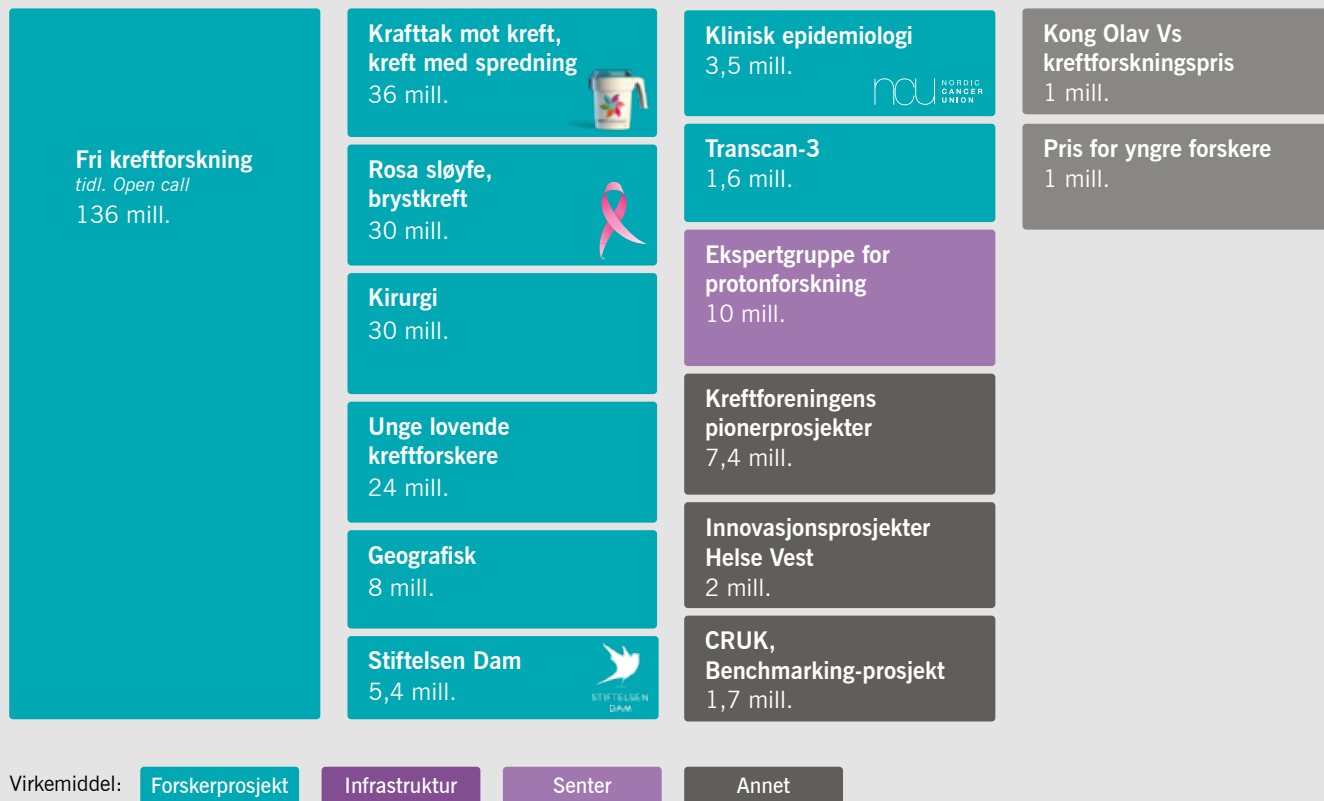 Fri kreftforskning
tidl. Open call
136 mill.
Krafttak mot kreft,
kreft med spredning
36 mill.
Rosa sløyfe,
brystkreft
30 mill.
Kirurgi
30 mill.
Unge lovende
kreftforskere
24 mill.
Geografisk
8 mill.
Stiftelsen Dam
5,4 mill.
STIFTELSEN
DAM
Klinisk epidemiologi
3,5 mill.
ncu NORDIC
CANCER
UNION
Transcan-3
1,6 mill.
Ekspertgruppe for
protonforskning
10 mill.
Kreftforeningens
pionerprosjekter
7,4 mill.
Innovasjonsprosjekter
Helse Vest
2 mill.
CRUK,
Benchmarking-prosjekt
1,7 mill.
Kong Olav Vs
kreftforskningspris
1 mill.
Pris for yngre forskere
1 mill.
Virkemiddel: Forskerprosjekt Infrastruktur Senter Annet